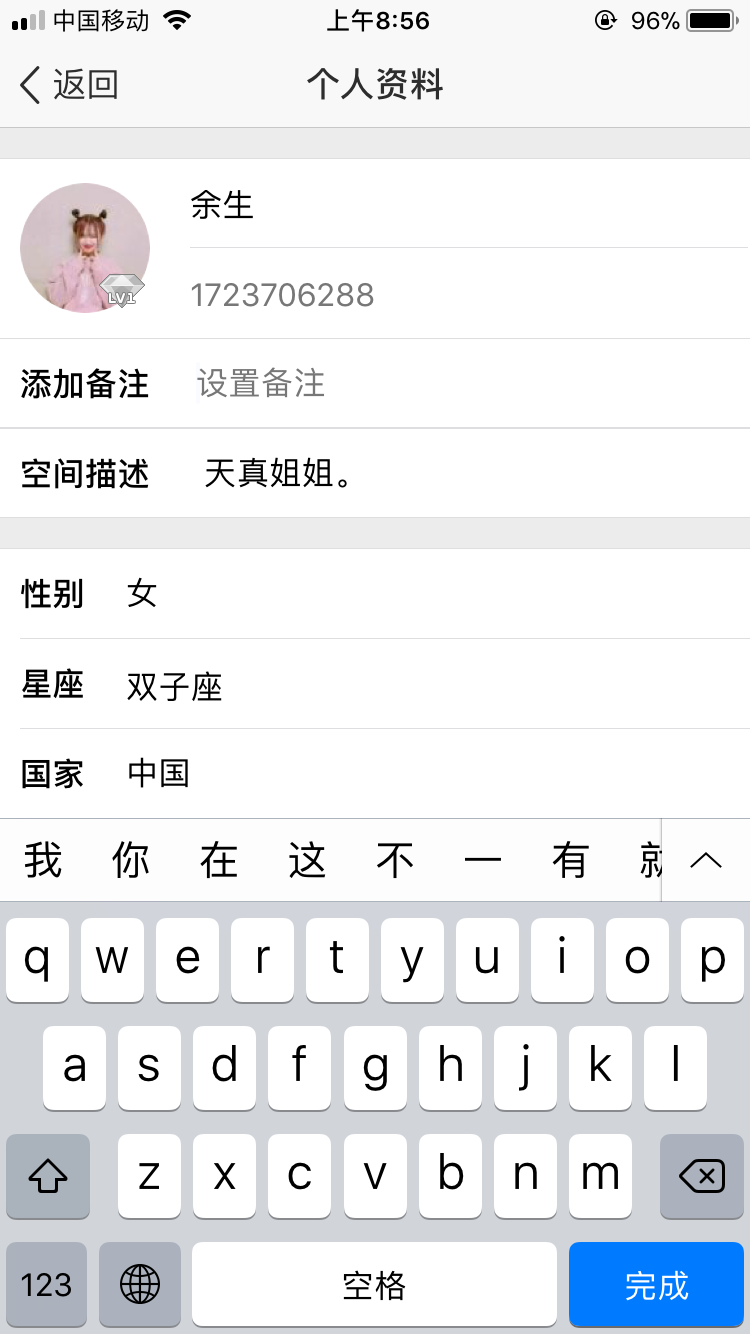 中国移动 上午8:56 96%
返回 个人资料
余生
LV1
1723706288
添加备注 设置备注
空间描述 天真姐姐。
性别 女
星座 双子座
国家 中国
我 你 在 这 不 一 有 就
q w e r t y u i o p
a s d f g h j k l
z x c v b n m
123 空格 完成